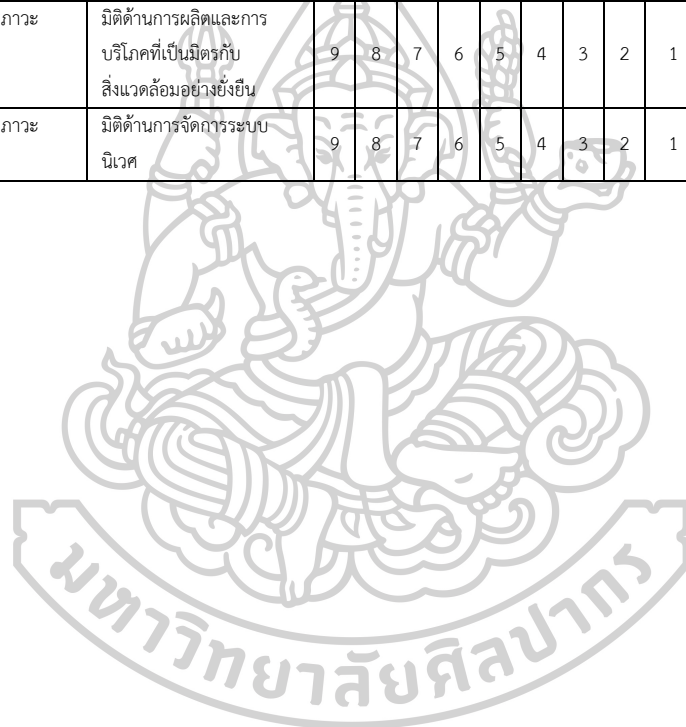 ภาวะ มิติด้านการผลิตและการ
บริโภคที่เป็นมิตรกับ 9 8 7 6 5 4 3 2 1
สิ่งแวดล้อมอย่างยั่งยืน
ภาวะ มิติด้านการจัดการระบบ
นิเวศ 9 8 7 6 5 4 3 2 1
มหาวิทยาลัยศิลปากร